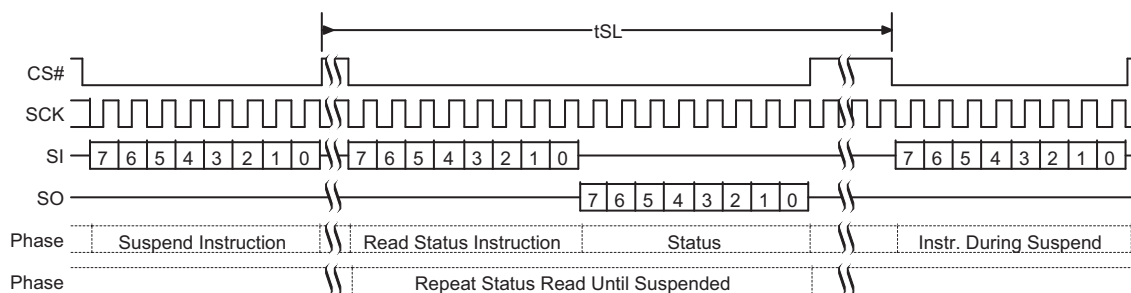 tSL
CS#
SCK
SI 7 6 5 4 3 2 1 0 7 6 5 4 3 2 1 0 7 6 5 4 3 2 1 0
SO 7 6 5 4 3 2 1 0
Phase Suspend Instruction Read Status Instruction Status Instr. During Suspend
Phase Repeat Status Read Until Suspended